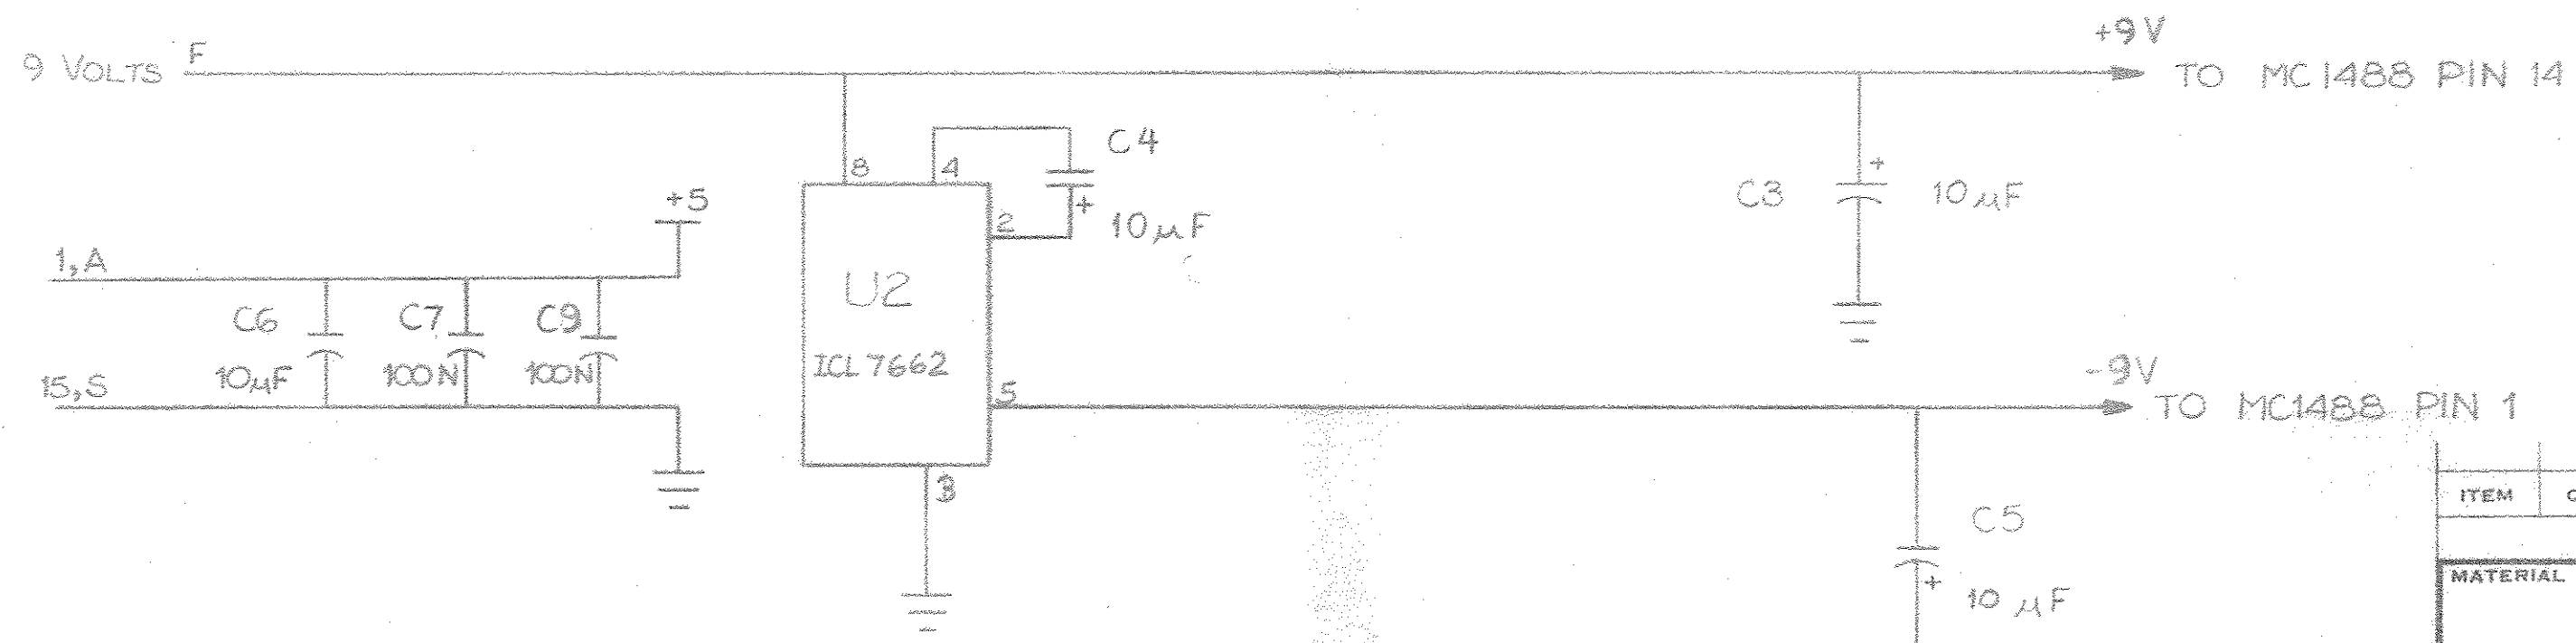 9 VOLTS F
+9V
TO MC1488 PIN 14
8
4
C4
+
10µF
2
+5
1,A
C6
10µF
C7
100N
C9
100N
15,S
U2
ICL7662
5
3
C3
+
10µF
-9V
TO MC1488 PIN 1
C5
+
10µF
ITEM
MATERIAL